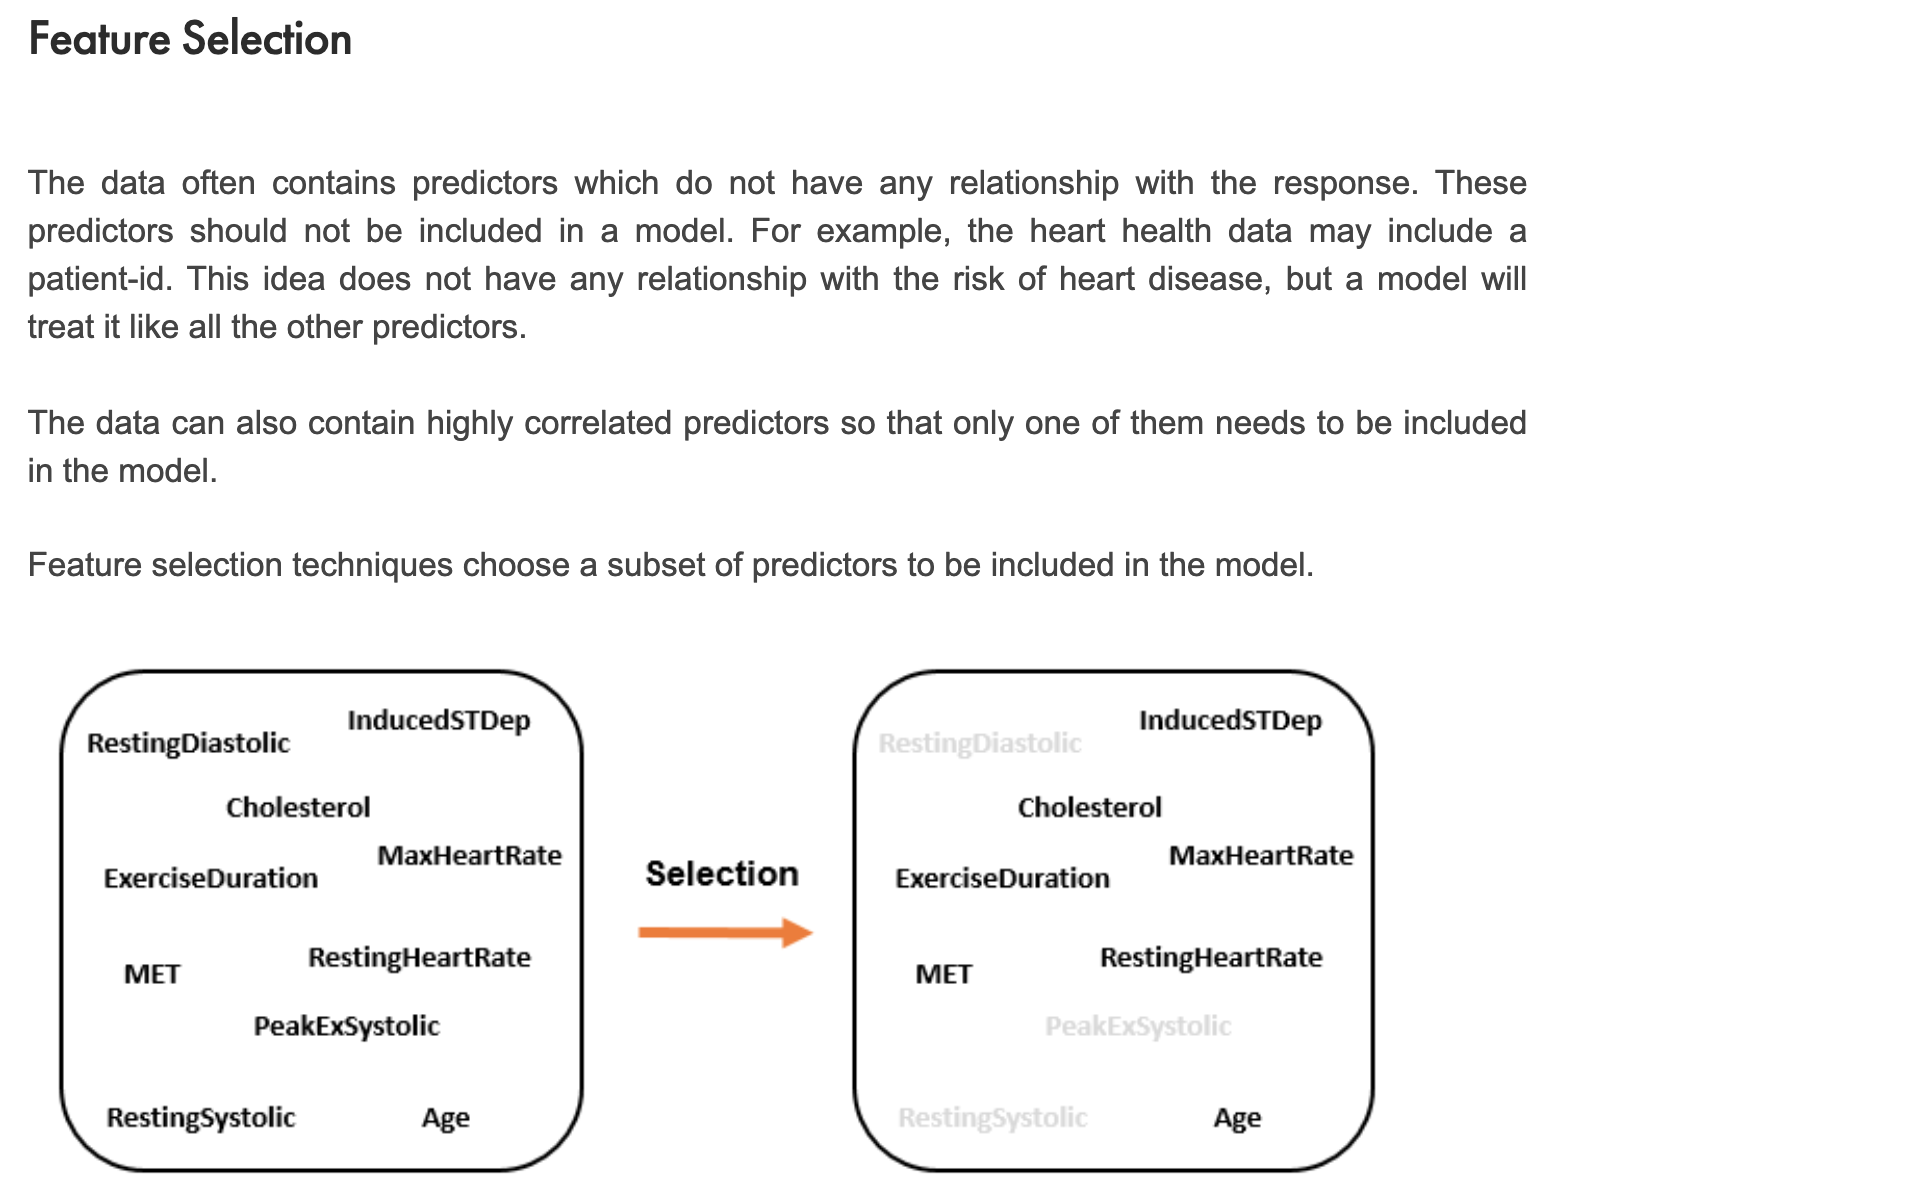 Feature Selection
The data often contains predictors which do not have any relationship with the response. These
predictors should not be included in a model. For example, the heart health data may include a
patient-id. This idea does not have any relationship with the risk of heart disease, but a model will
treat it like all the other predictors.
The data can also contain highly correlated predictors so that only one of them needs to be included
in the model.
Feature selection techniques choose a subset of predictors to be included in the model.
InducedSTDep
RestingDiastolic
Cholesterol
MaxHeartRate
ExerciseDuration
RestingHeartRate
MET
PeakExSystolic
RestingSystolic Age
Selection
InducedSTDep
RestingDiastolic
Cholesterol
MaxHeartRate
ExerciseDuration
RestingHeartRate
MET
PeakExSystolic
RestingSystolic Age